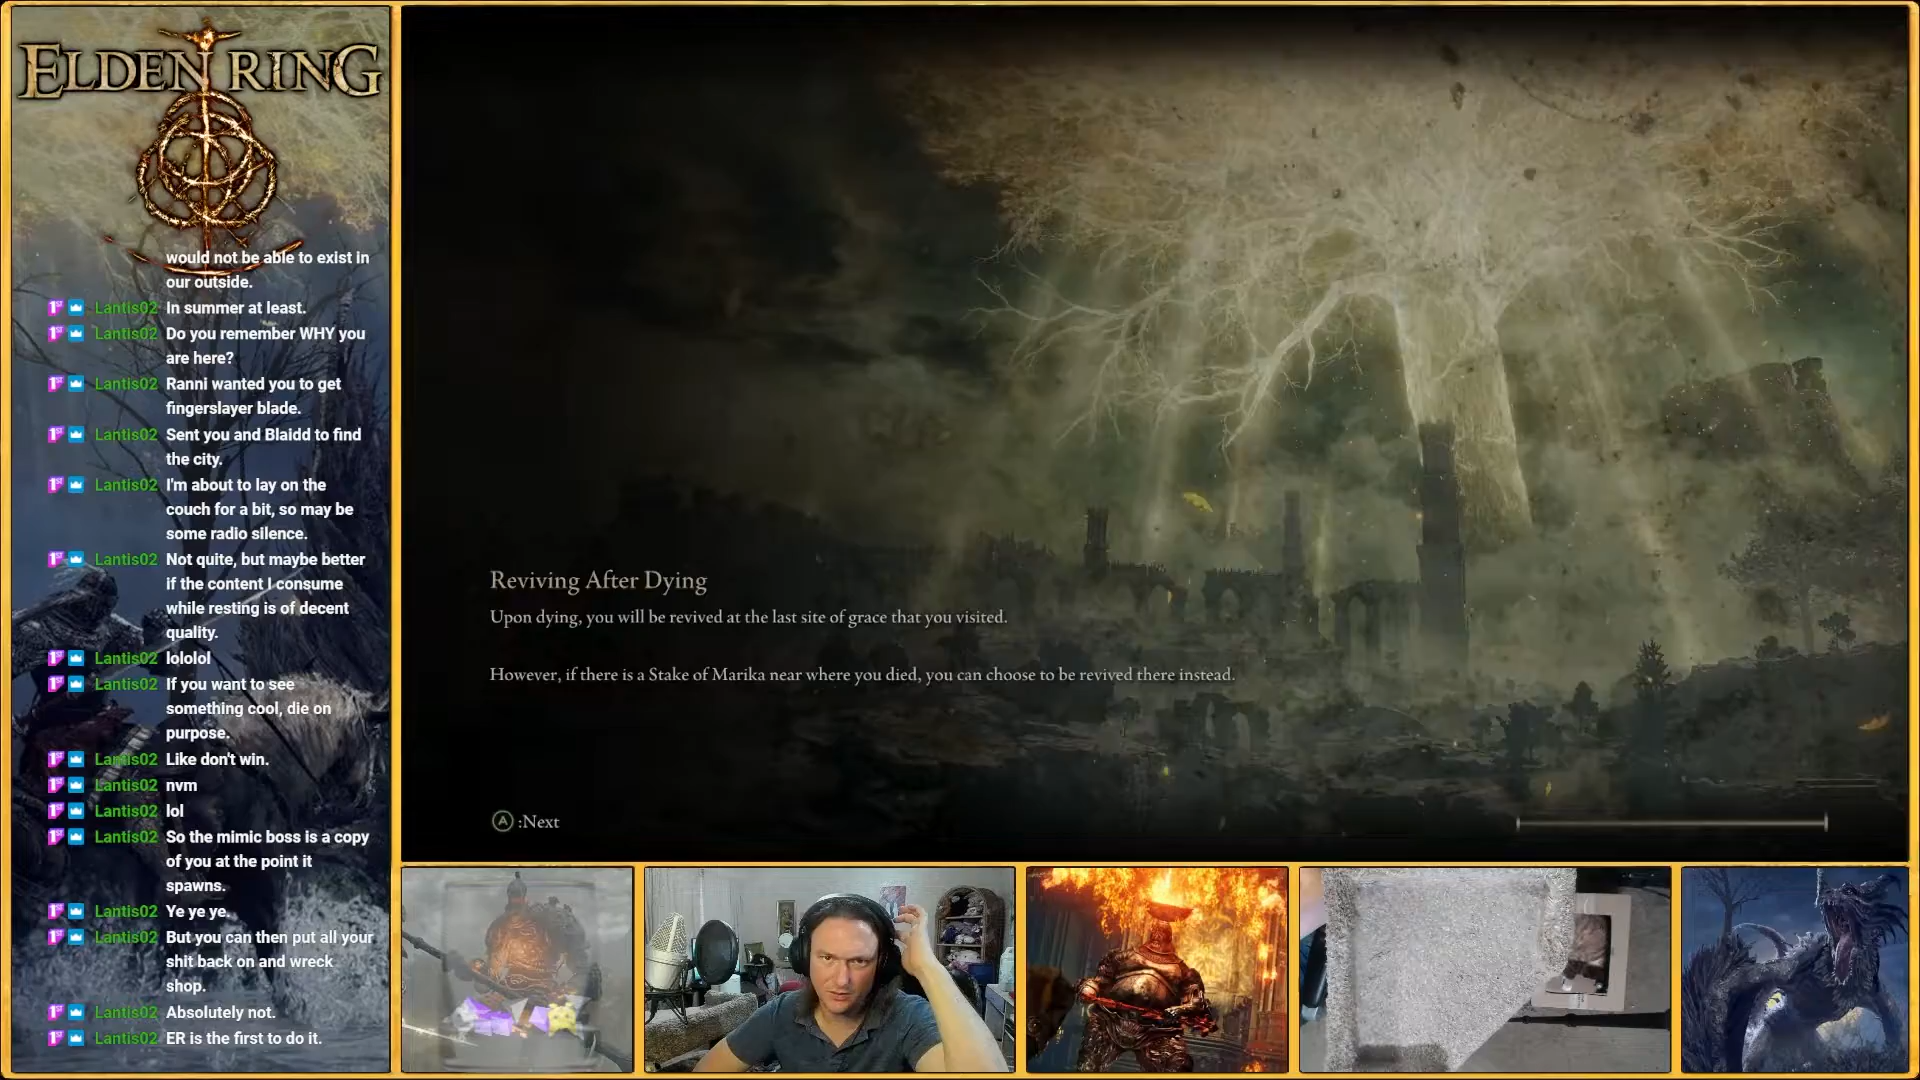 ELDEN RING
would not be able to exist in
our outside.
Lantis02 In summer at least.
Lantis02 Do you remember WHY you
are here?
Lantis02 Ranni wanted you to get
fingerslayer blade.
Lantis02 Sent you and Blaidd to find
the city.
Lantis02 I'm about to lay on the
couch for a bit, so may be
some radio silence.
Lantis02 Not quite, but maybe better
if the content I consume
while resting is of decent
quality.
Lantis02 lololol
Lantis02 If you want to see
something cool, die on
purpose.
Lantis02 Like don't win.
Lantis02 nvm
Lantis02 lol
Lantis02 So the mimic boss is a copy
of you at the point it
spawns.
Lantis02 Ye ye ye.
Lantis02 But you can then put all your
shit back on and wreck
shop.
Lantis02 Absolutely not.
Lantis02 ER is the first to do it.
Reviving After Dying
Upon dying, you will be revived at the last site of grace that you visited.
However, if there is a Stake of Marika near where you died, you can choose to be revived there instead.
A :Next